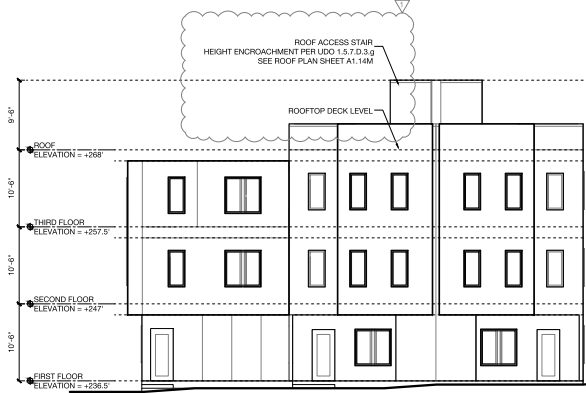 1
ROOF ACCESS STAIR
HEIGHT ENCROACHMENT PER UDO 1.5.7.D.3.g
SEE ROOF PLAN SHEET A1.14M
ROOFTOP DECK LEVEL
9'-6"
ROOF
ELEVATION = +268'
10'-6"
THIRD FLOOR
ELEVATION = +257.5'
10'-6"
SECOND FLOOR
ELEVATION = +247'
10'-6"
FIRST FLOOR
ELEVATION = +236.5'